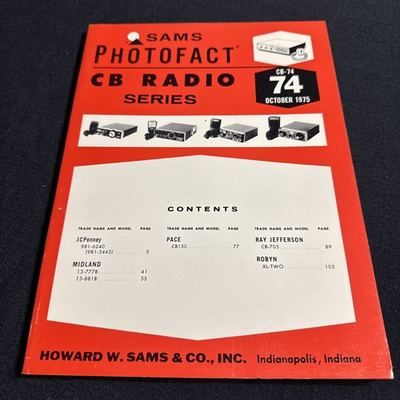 SAMS
PHOTOFACT®
CB RADIO
SERIES
CB-74
74
OCTOBER 1975
CONTENTS
TRADE NAME AND MODEL PAGE
JCPenney
981-6240
(981-3445) 5
MIDLAND
13-7778 41
13-881B 55
TRADE NAME AND MODEL PAGE
PACE
CB150 77
TRADE NAME AND MODEL PAGE
RAY JEFFERSON
CB-705 89
ROBYN
XL-TWO 105
HOWARD W. SAMS & CO., INC. Indianapolis, Indiana